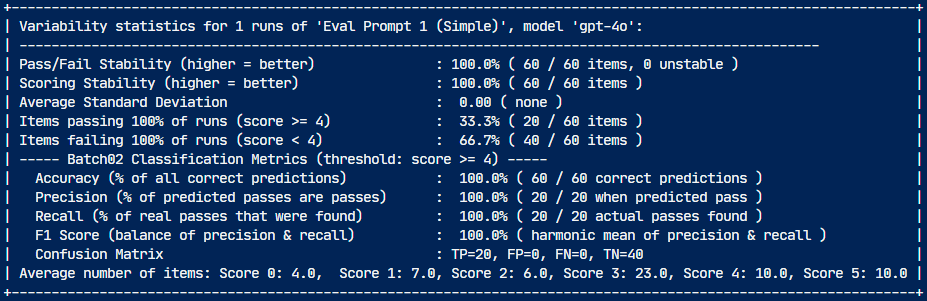 +-----------------------------------------------------------------------------------------------+
| Variability statistics for 1 runs of 'Eval Prompt 1 (Simple)', model 'gpt-4o': |
| ------------------------------------------------------------------------------------ |
| Pass/Fail Stability (higher = better) : 100.0% ( 60 / 60 items, 0 unstable ) |
| Scoring Stability (higher = better) : 100.0% ( 60 / 60 items ) |
| Average Standard Deviation : 0.00 ( none ) |
| Items passing 100% of runs (score >= 4) : 33.3% ( 20 / 60 items ) |
| Items failing 100% of runs (score < 4) : 66.7% ( 40 / 60 items ) |
| ----- Batch02 Classification Metrics (threshold: score >= 4) ----- |
| Accuracy (% of all correct predictions) : 100.0% ( 60 / 60 correct predictions ) |
| Precision (% of predicted passes are passes) : 100.0% ( 20 / 20 when predicted pass ) |
| Recall (% of real passes that were found) : 100.0% ( 20 / 20 actual passes found ) |
| F1 Score (balance of precision & recall) : 100.0% ( harmonic mean of precision & recall ) |
| Confusion Matrix : TP=20, FP=0, FN=0, TN=40 |
| Average number of items: Score 0: 4.0, Score 1: 7.0, Score 2: 6.0, Score 3: 23.0, Score 4: 10.0, Score 5: 10.0 |
+-----------------------------------------------------------------------------------------------+